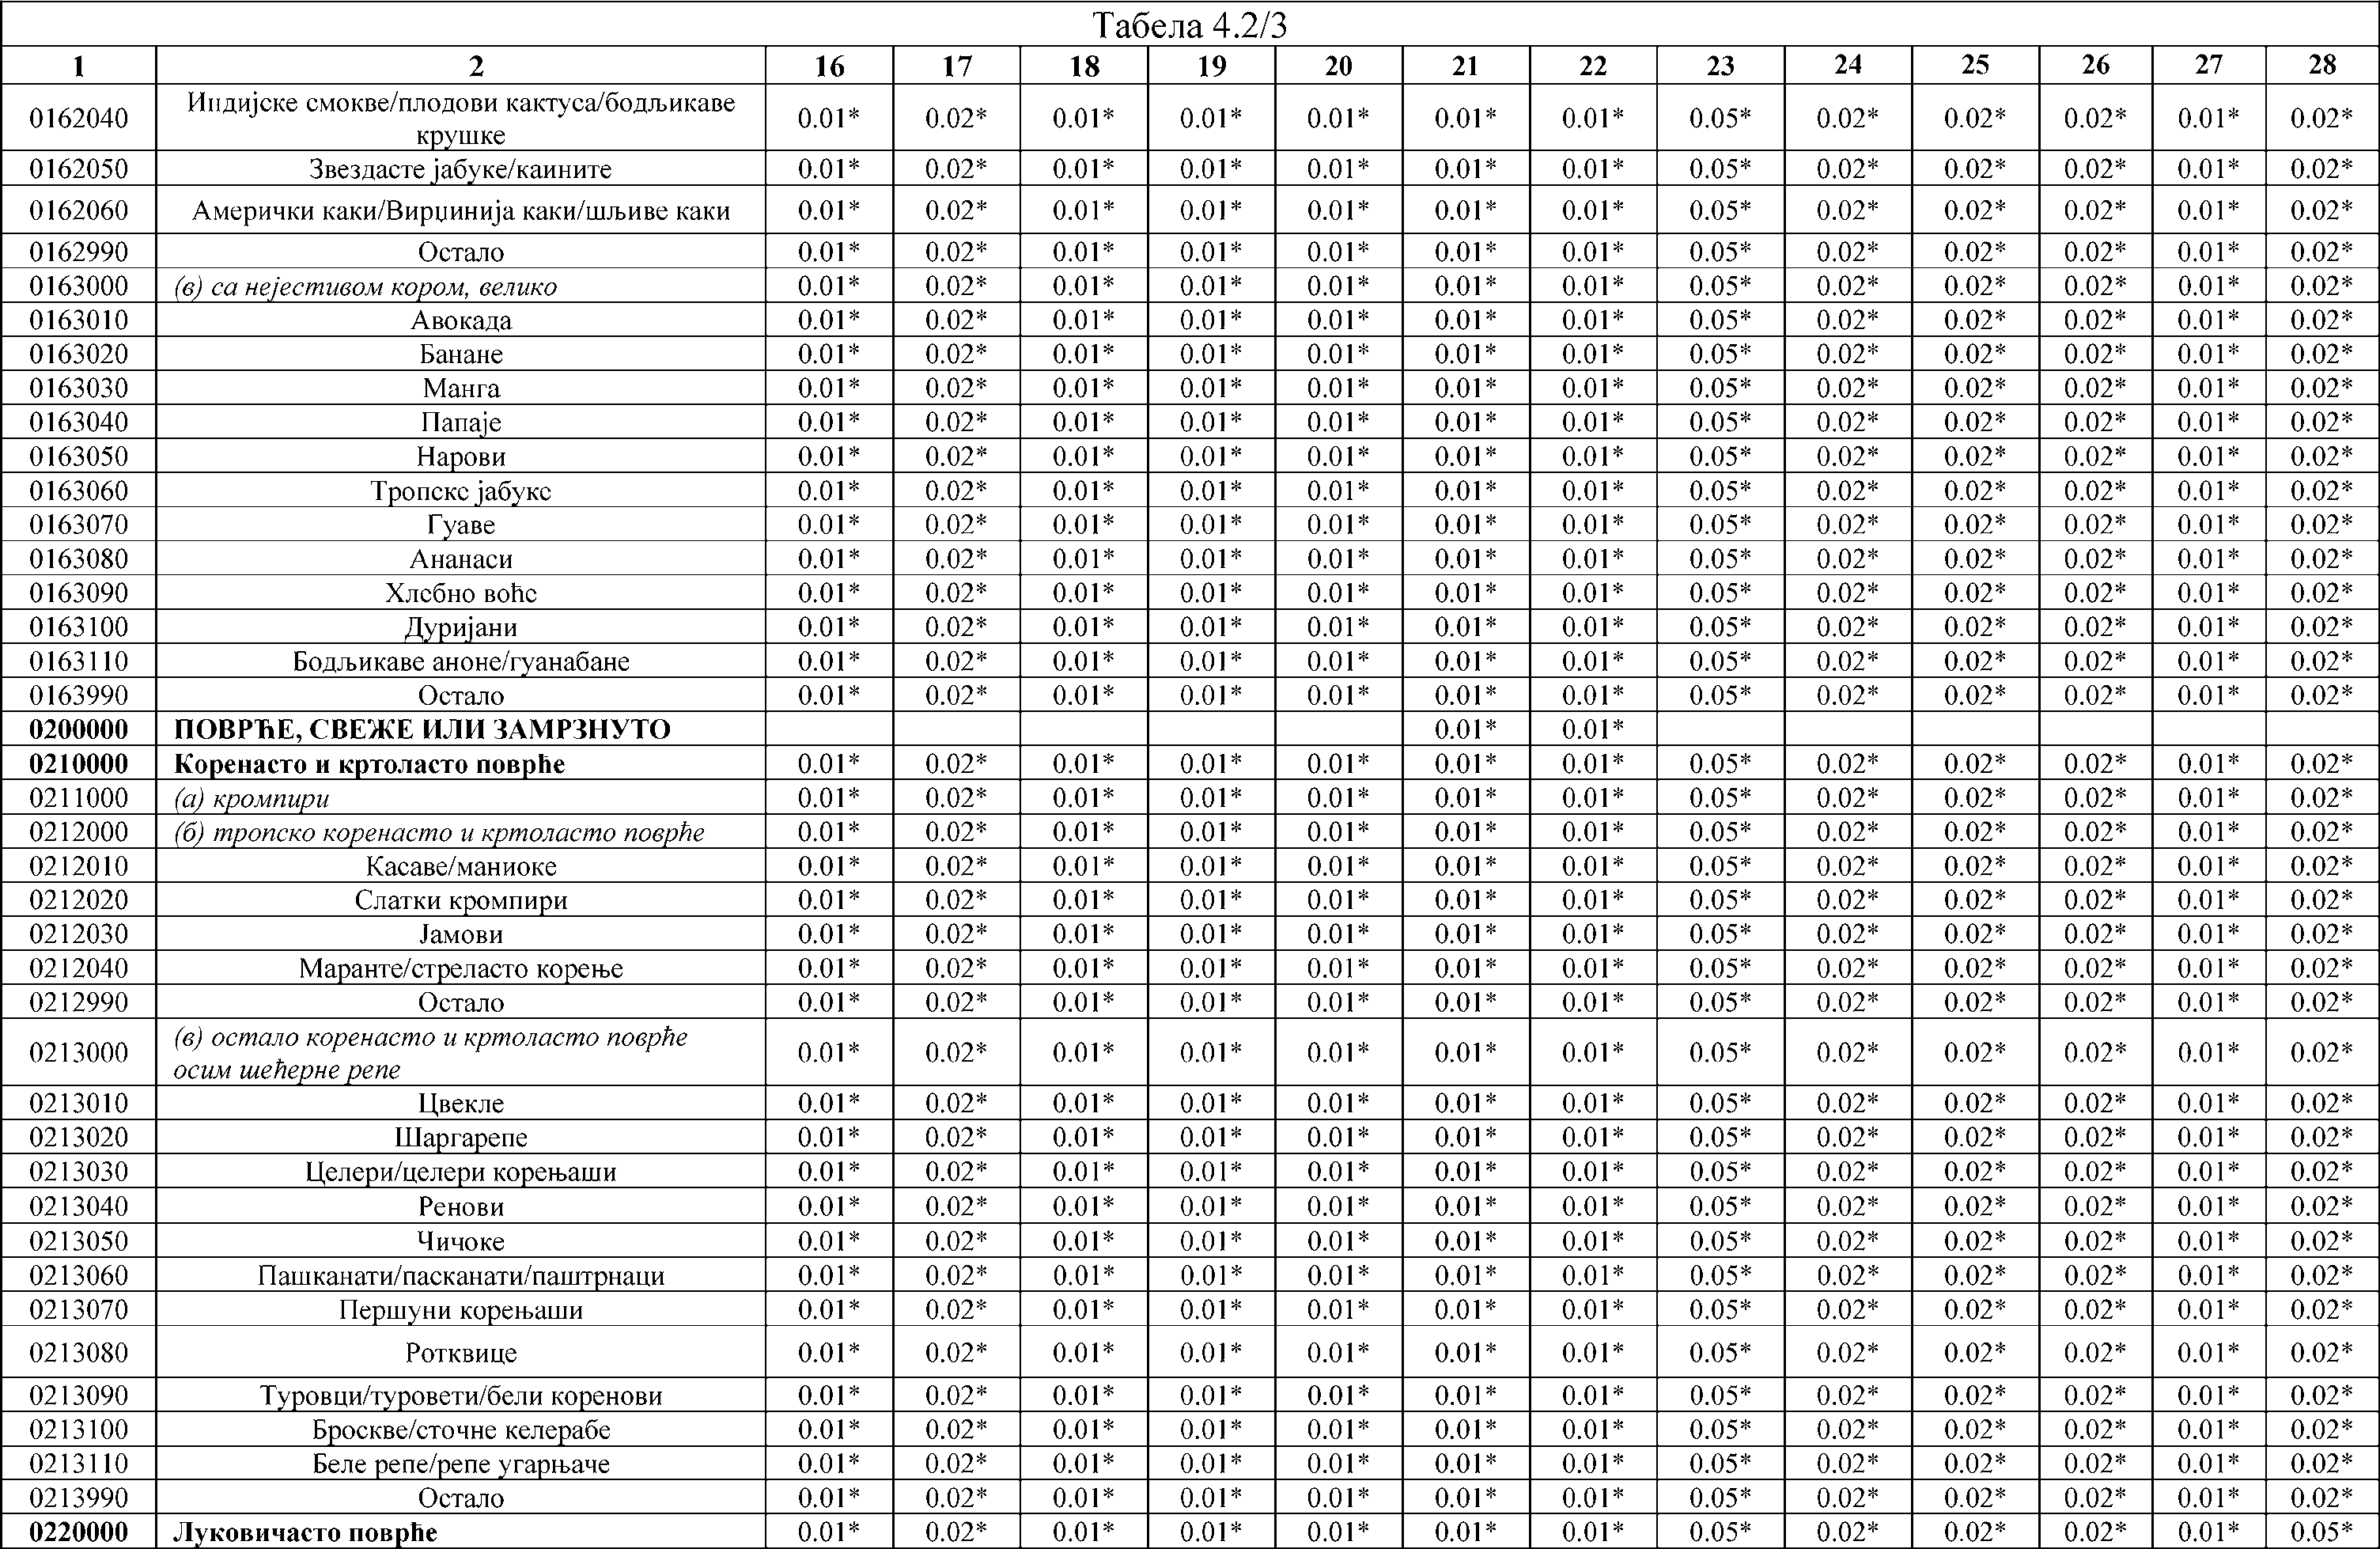 Табела 4.2/3
1 2 16 17 18 19 20 21 22 23 24 25 26 27 28
0162040 Индијске смокве/плодови кактуса/бодљикаве крушке 0.01* 0.02* 0.01* 0.01* 0.01* 0.01* 0.01* 0.05* 0.02* 0.02* 0.02* 0.01* 0.02*
0162050 Звездасте јабуке/каините 0.01* 0.02* 0.01* 0.01* 0.01* 0.01* 0.01* 0.05* 0.02* 0.02* 0.02* 0.01* 0.02*
0162060 Амерички каки/Вирџинија каки/шљиве каки 0.01* 0.02* 0.01* 0.01* 0.01* 0.01* 0.01* 0.05* 0.02* 0.02* 0.02* 0.01* 0.02*
0162990 Остало 0.01* 0.02* 0.01* 0.01* 0.01* 0.01* 0.01* 0.05* 0.02* 0.02* 0.02* 0.01* 0.02*
0163000 (в) са нејестивом кором, велико 0.01* 0.02* 0.01* 0.01* 0.01* 0.01* 0.01* 0.05* 0.02* 0.02* 0.02* 0.01* 0.02*
0163010 Авокада 0.01* 0.02* 0.01* 0.01* 0.01* 0.01* 0.01* 0.05* 0.02* 0.02* 0.02* 0.01* 0.02*
0163020 Банане 0.01* 0.02* 0.01* 0.01* 0.01* 0.01* 0.01* 0.05* 0.02* 0.02* 0.02* 0.01* 0.02*
0163030 Манга 0.01* 0.02* 0.01* 0.01* 0.01* 0.01* 0.01* 0.05* 0.02* 0.02* 0.02* 0.01* 0.02*
0163040 Папаје 0.01* 0.02* 0.01* 0.01* 0.01* 0.01* 0.01* 0.05* 0.02* 0.02* 0.02* 0.01* 0.02*
0163050 Нарови 0.01* 0.02* 0.01* 0.01* 0.01* 0.01* 0.01* 0.05* 0.02* 0.02* 0.02* 0.01* 0.02*
0163060 Тропске јабуке 0.01* 0.02* 0.01* 0.01* 0.01* 0.01* 0.01* 0.05* 0.02* 0.02* 0.02* 0.01* 0.02*
0163070 Гуаве 0.01* 0.02* 0.01* 0.01* 0.01* 0.01* 0.01* 0.05* 0.02* 0.02* 0.02* 0.01* 0.02*
0163080 Ананаси 0.01* 0.02* 0.01* 0.01* 0.01* 0.01* 0.01* 0.05* 0.02* 0.02* 0.02* 0.01* 0.02*
0163090 Хлебно воће 0.01* 0.02* 0.01* 0.01* 0.01* 0.01* 0.01* 0.05* 0.02* 0.02* 0.02* 0.01* 0.02*
0163100 Дуријани 0.01* 0.02* 0.01* 0.01* 0.01* 0.01* 0.01* 0.05* 0.02* 0.02* 0.02* 0.01* 0.02*
0163110 Бодљикаве аноне/гуанабане 0.01* 0.02* 0.01* 0.01* 0.01* 0.01* 0.01* 0.05* 0.02* 0.02* 0.02* 0.01* 0.02*
0163990 Остало 0.01* 0.02* 0.01* 0.01* 0.01* 0.01* 0.01* 0.05* 0.02* 0.02* 0.02* 0.01* 0.02*
0200000 ПОВРЋЕ, СВЕЖЕ ИЛИ ЗАМРЗНУТО 0.01* 0.01*
0210000 Коренасто и кртоласто поврће 0.01* 0.02* 0.01* 0.01* 0.01* 0.01* 0.01* 0.05* 0.02* 0.02* 0.02* 0.01* 0.02*
0211000 (а) кромпири 0.01* 0.02* 0.01* 0.01* 0.01* 0.01* 0.01* 0.05* 0.02* 0.02* 0.02* 0.01* 0.02*
0212000 (б) тропско коренасто и кртоласто поврће 0.01* 0.02* 0.01* 0.01* 0.01* 0.01* 0.01* 0.05* 0.02* 0.02* 0.02* 0.01* 0.02*
0212010 Касаве/маниоке 0.01* 0.02* 0.01* 0.01* 0.01* 0.01* 0.01* 0.05* 0.02* 0.02* 0.02* 0.01* 0.02*
0212020 Слатки кромпири 0.01* 0.02* 0.01* 0.01* 0.01* 0.01* 0.01* 0.05* 0.02* 0.02* 0.02* 0.01* 0.02*
0212030 Јамови 0.01* 0.02* 0.01* 0.01* 0.01* 0.01* 0.01* 0.05* 0.02* 0.02* 0.02* 0.01* 0.02*
0212040 Маранте/стреласто корење 0.01* 0.02* 0.01* 0.01* 0.01* 0.01* 0.01* 0.05* 0.02* 0.02* 0.02* 0.01* 0.02*
0212990 Остало 0.01* 0.02* 0.01* 0.01* 0.01* 0.01* 0.01* 0.05* 0.02* 0.02* 0.02* 0.01* 0.02*
0213000 (в) остало коренасто и кртоласто поврће осим шећерне репе 0.01* 0.02* 0.01* 0.01* 0.01* 0.01* 0.01* 0.05* 0.02* 0.02* 0.02* 0.01* 0.02*
0213010 Цвекле 0.01* 0.02* 0.01* 0.01* 0.01* 0.01* 0.01* 0.05* 0.02* 0.02* 0.02* 0.01* 0.02*
0213020 Шаргарепе 0.01* 0.02* 0.01* 0.01* 0.01* 0.01* 0.01* 0.05* 0.02* 0.02* 0.02* 0.01* 0.02*
0213030 Целери/целери корењаши 0.01* 0.02* 0.01* 0.01* 0.01* 0.01* 0.01* 0.05* 0.02* 0.02* 0.02* 0.01* 0.02*
0213040 Ренови 0.01* 0.02* 0.01* 0.01* 0.01* 0.01* 0.01* 0.05* 0.02* 0.02* 0.02* 0.01* 0.02*
0213050 Чичоке 0.01* 0.02* 0.01* 0.01* 0.01* 0.01* 0.01* 0.05* 0.02* 0.02* 0.02* 0.01* 0.02*
0213060 Пашканати/пасканати/паштрнаци 0.01* 0.02* 0.01* 0.01* 0.01* 0.01* 0.01* 0.05* 0.02* 0.02* 0.02* 0.01* 0.02*
0213070 Першуни корењаши 0.01* 0.02* 0.01* 0.01* 0.01* 0.01* 0.01* 0.05* 0.02* 0.02* 0.02* 0.01* 0.02*
0213080 Ротквице 0.01* 0.02* 0.01* 0.01* 0.01* 0.01* 0.01* 0.05* 0.02* 0.02* 0.02* 0.01* 0.02*
0213090 Туровци/туровети/бели коренови 0.01* 0.02* 0.01* 0.01* 0.01* 0.01* 0.01* 0.05* 0.02* 0.02* 0.02* 0.01* 0.02*
0213100 Броскве/сточне келерабе 0.01* 0.02* 0.01* 0.01* 0.01* 0.01* 0.01* 0.05* 0.02* 0.02* 0.02* 0.01* 0.02*
0213110 Беле репе/репе угарњаче 0.01* 0.02* 0.01* 0.01* 0.01* 0.01* 0.01* 0.05* 0.02* 0.02* 0.02* 0.01* 0.02*
0213990 Остало 0.01* 0.02* 0.01* 0.01* 0.01* 0.01* 0.01* 0.05* 0.02* 0.02* 0.02* 0.01* 0.02*
0220000 Луковичасто поврће 0.01* 0.02* 0.01* 0.01* 0.01* 0.01* 0.01* 0.05* 0.02* 0.02* 0.02* 0.01* 0.05*